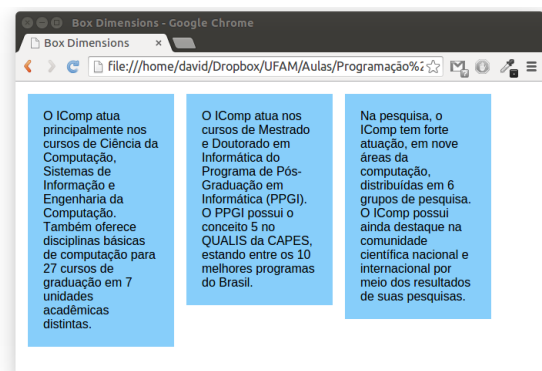 Box Dimensions - Google Chrome
Box Dimensions ×
file:///home/david/Dropbox/UFAM/Aulas/Programação%2
O IComp atua
principalmente nos
cursos de Ciência da
Computação,
Sistemas de
Informação e
Engenharia da
Computação.
Também oferece
disciplinas básicas
de computação para
27 cursos de
graduação em 7
unidades
acadêmicas
distintas.
O IComp atua nos
cursos de Mestrado
e Doutorado em
Informática do
Programa de Pós-
Graduação em
Informática (PPGI).
O PPGI possui o
conceito 5 no
QUALIS da CAPES,
estando entre os 10
melhores programas
do Brasil.
Na pesquisa, o
IComp tem forte
atuação, em nove
áreas da
computação,
distribuídas em 6
grupos de pesquisa.
O IComp possui
ainda destaque na
comunidade
científica nacional e
internacional por
meio dos resultados
de suas pesquisas.